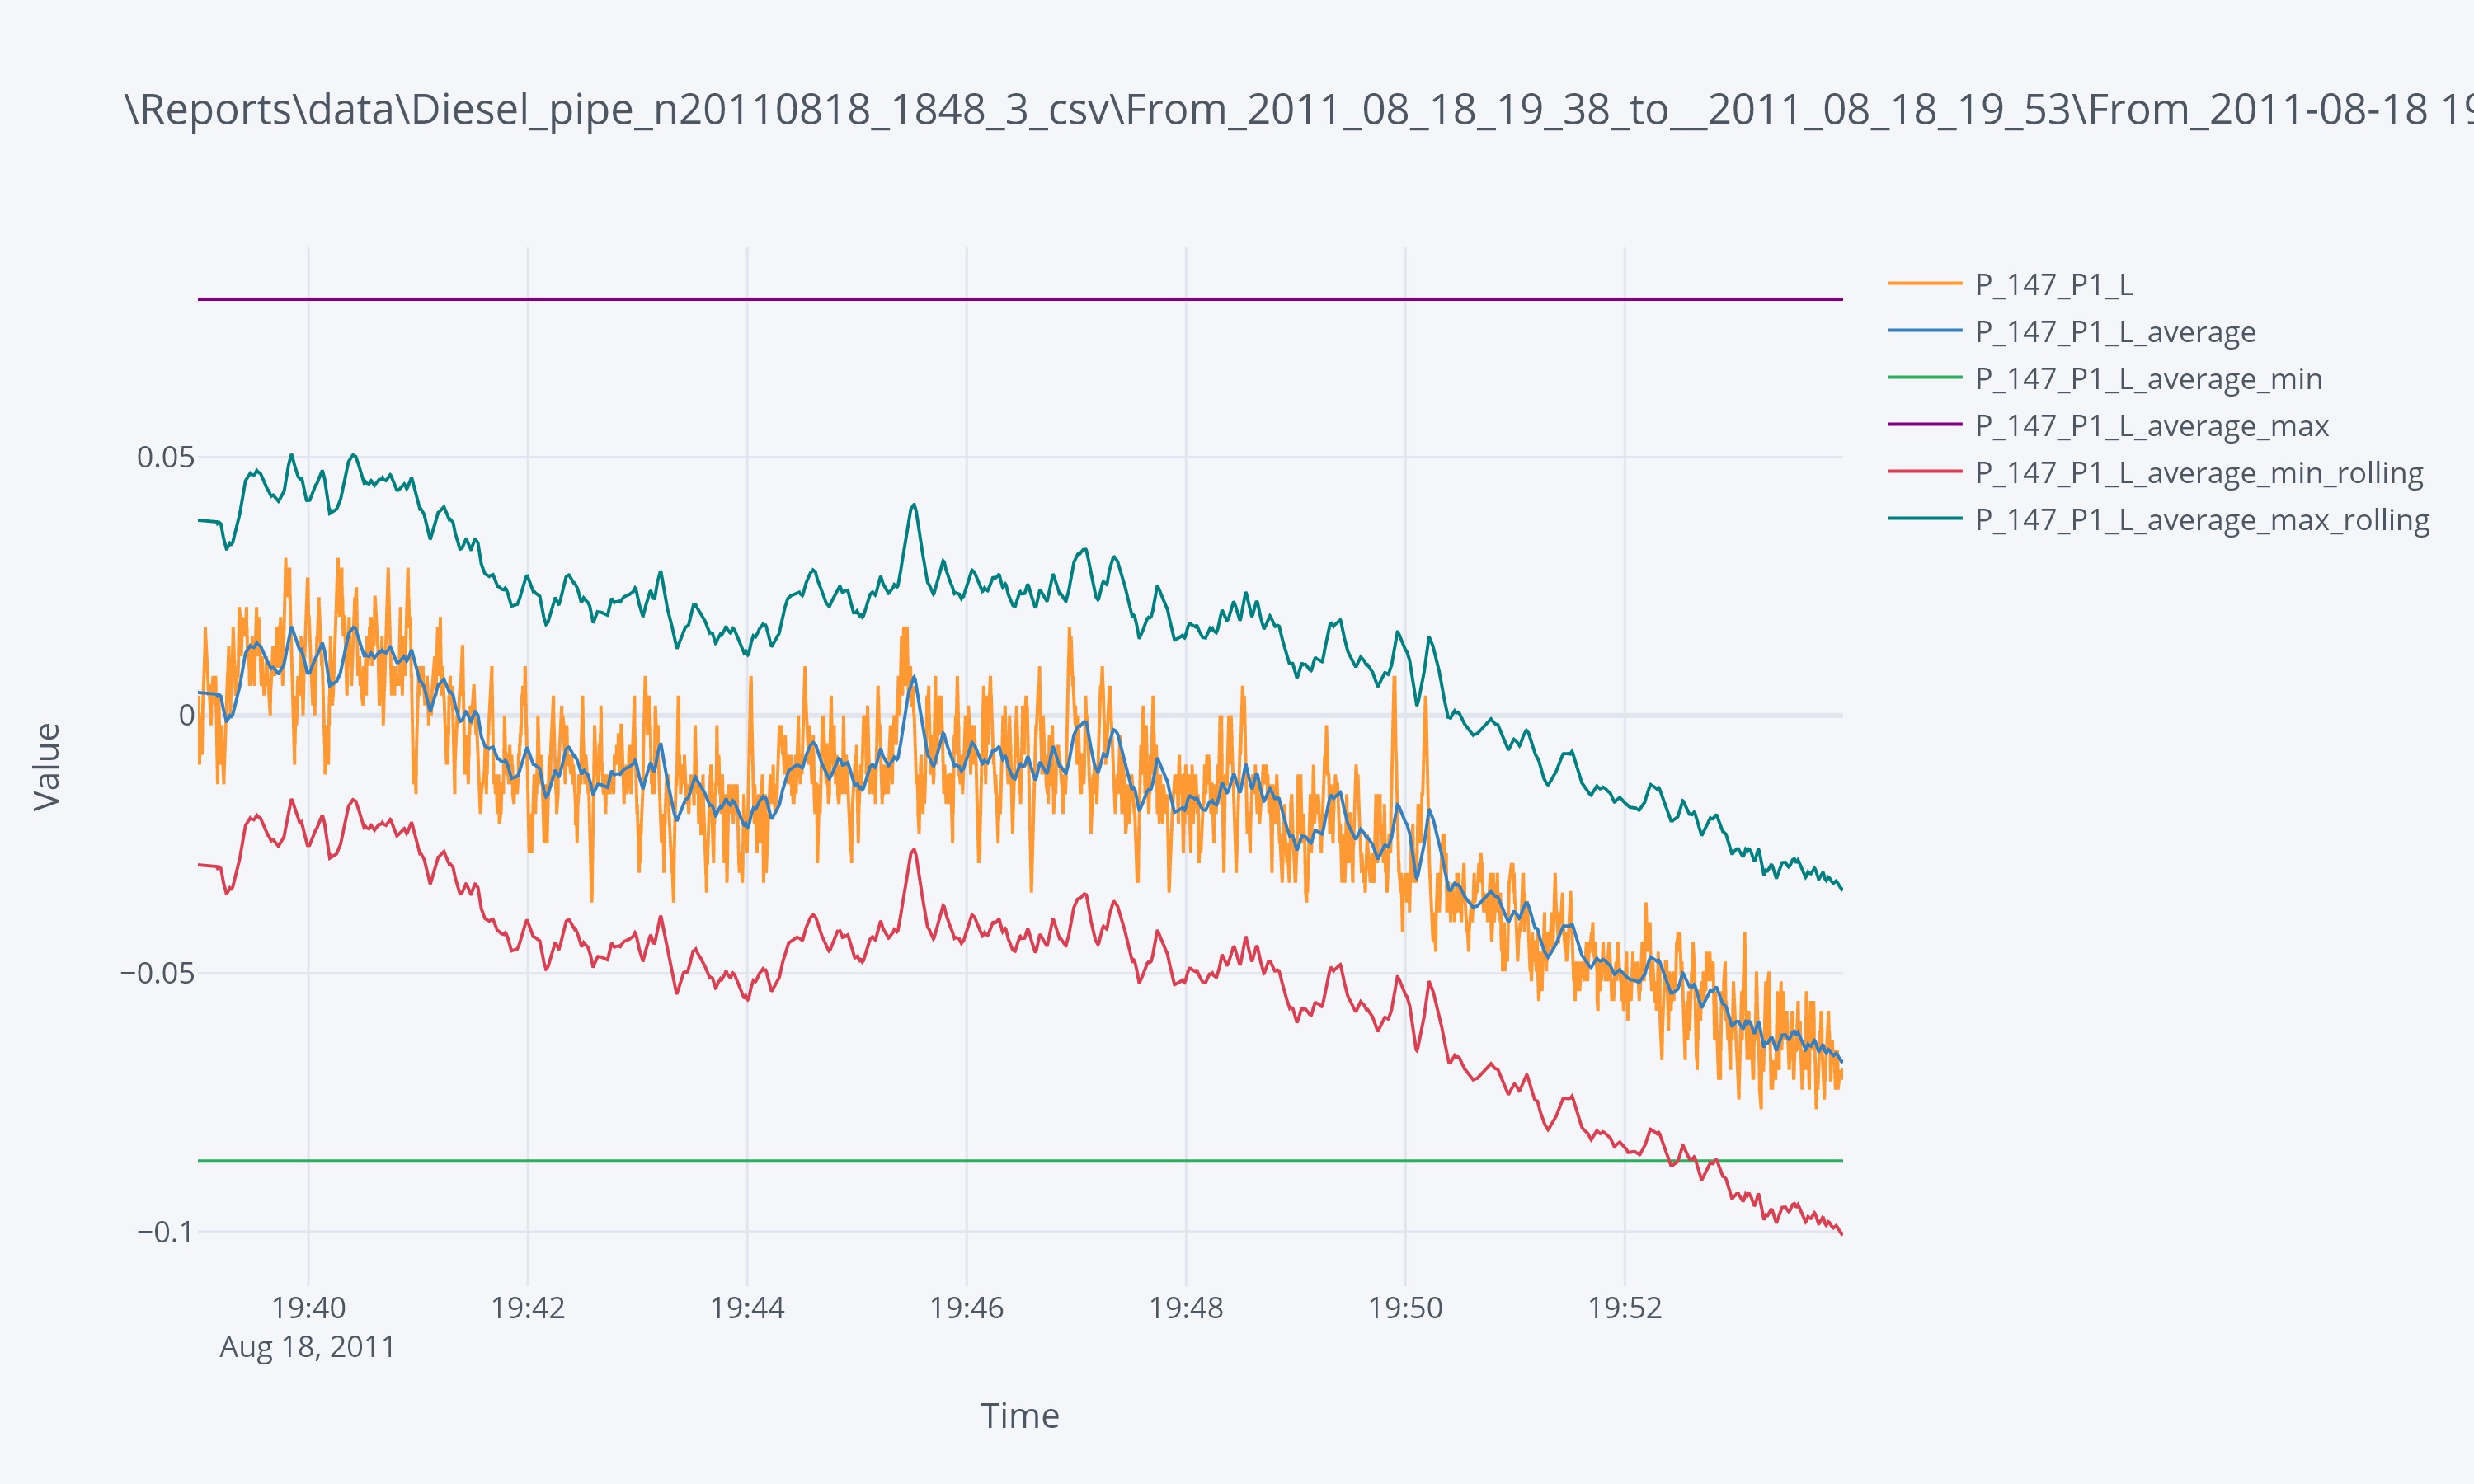 \Reports\data\Diesel_pipe_n20110818_1848_3_csv\From_2011_08_18_19_38_to__2011_08_18_19_53\From_2011-08-18 19
P_147_P1_L
P_147_P1_L_average
P_147_P1_L_average_min
P_147_P1_L_average_max
P_147_P1_L_average_min_rolling
P_147_P1_L_average_max_rolling
0.05
0
−0.05
−0.1
Value
19:40 19:42 19:44 19:46 19:48 19:50 19:52
Aug 18, 2011
Time